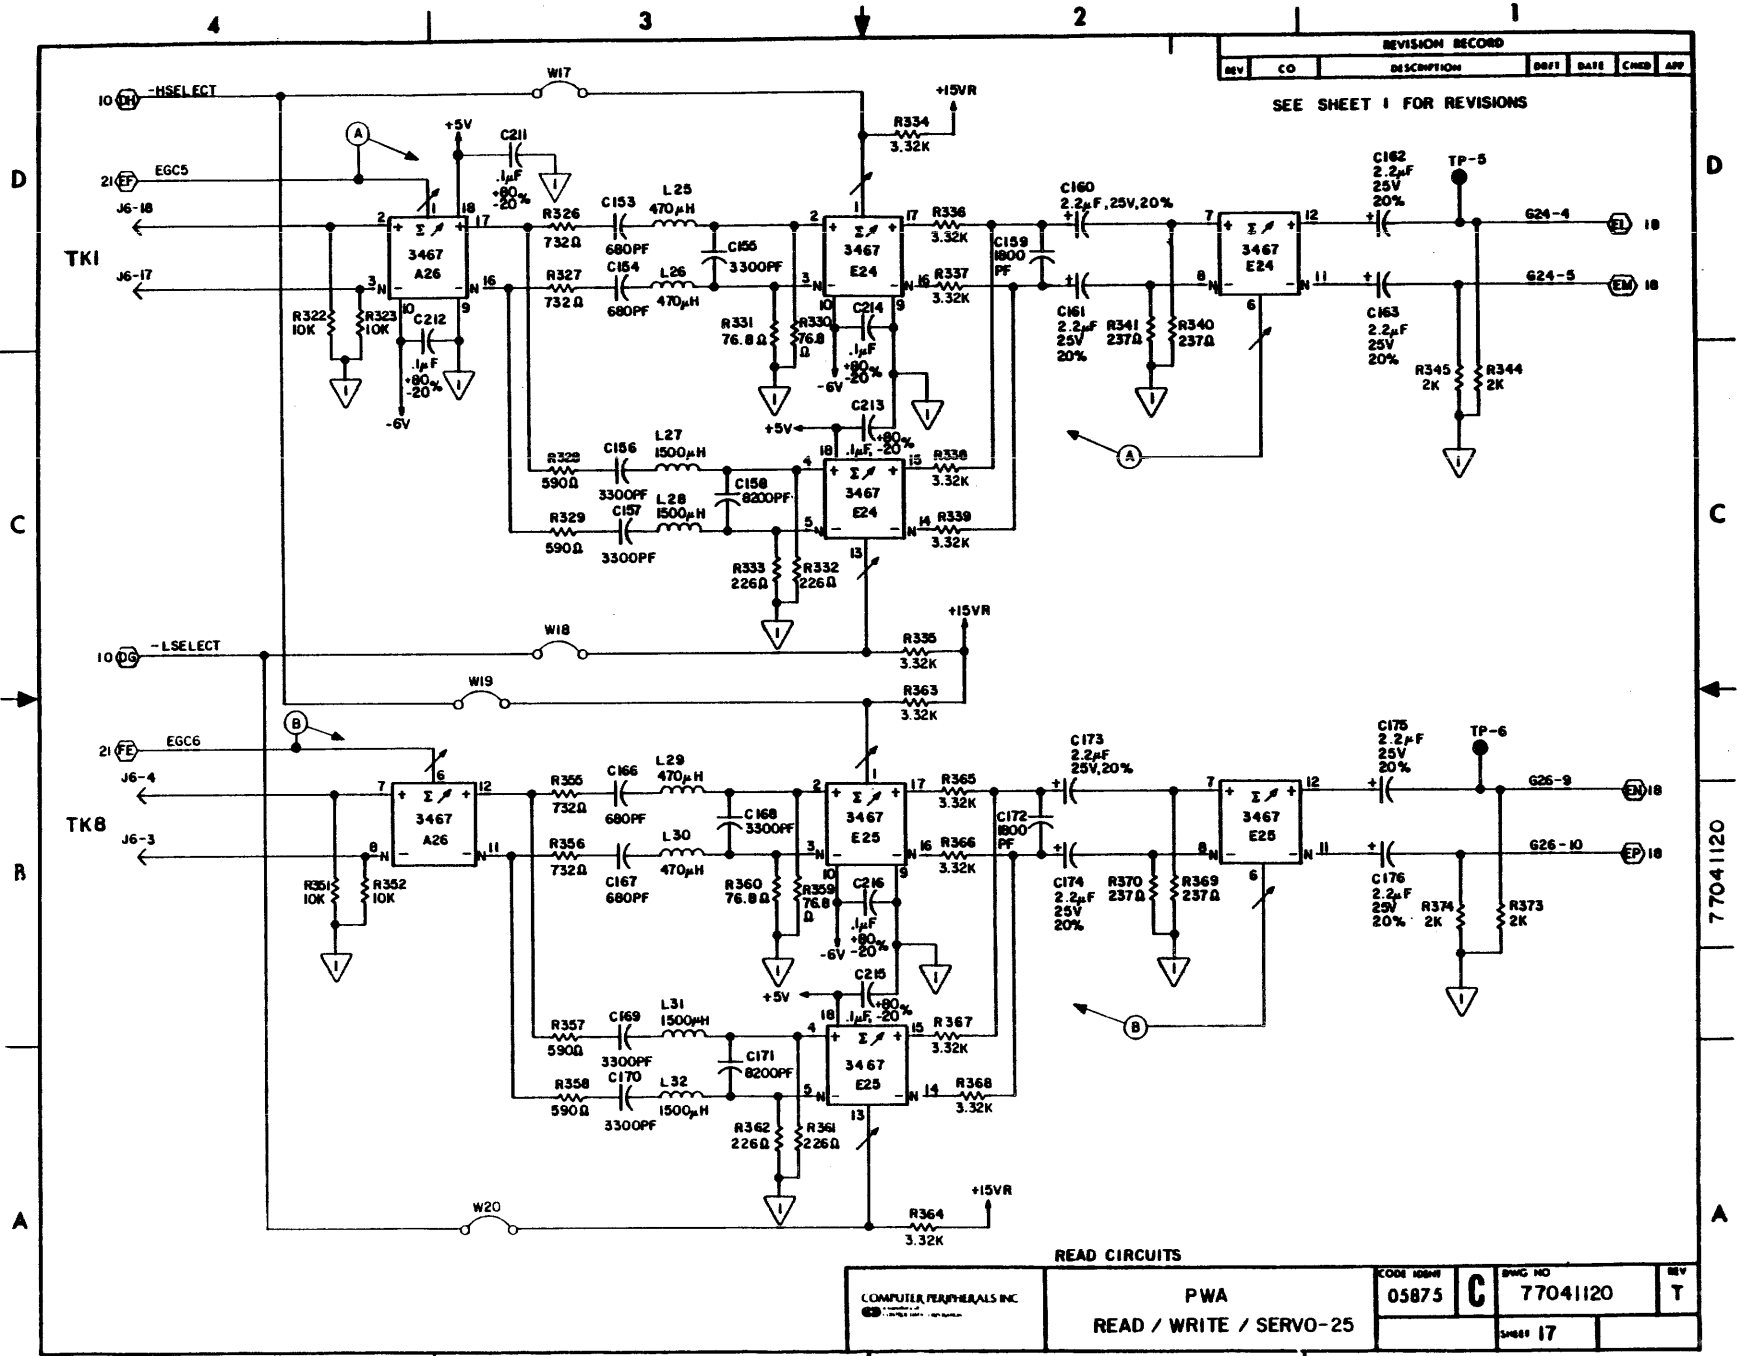 4 3 2 1
REVISION RECORD
REV CO DESCRIPTION DRFT DATE CHKD APP
SEE SHEET 1 FOR REVISIONS
D
10 DH -HSELECT W17 +15VR
R334
3.32K
A
+5V C211
.1µF
+80%
-20%
21 EF EGC5
J6-18
TK1
J6-17
R322
10K
R323
10K
2 1 18 17
+ Σ +
3467
A26
3 N - - N 16
10 9
C212
.1µF
+80%
-20%
-6V
R326
732Ω
C153
680PF
L25
470µH
R327
732Ω
C154
680PF
L26
470µH
C155
3300PF
R331
76.8Ω
R330
76.8
Ω
2 1 17
+ Σ +
3467
E24
3 N - - N 16
10 9
C214
.1µF
+80%
-20%
-6V
R336
3.32K
R337
3.32K
C159
1800
PF
C160
2.2µF,25V,20%
C161
2.2µF
25V
20%
R341
237Ω
R340
237Ω
7 12
+ Σ +
3467
E24
8 N - - N 11
6
C162
2.2µF
25V
20%
TP-5
C163
2.2µF
25V
20%
G24-4 EL 18
G24-5 EM 18
R345
2K
R344
2K
A
C
R328
590Ω
C156
3300PF
L27
1500µH
R329
590Ω
C157
3300PF
L28
1500µH
C158
8200PF
R333
226Ω
R332
226Ω
+5V C213
.1µF, +80%
-20
18
4 + Σ + 15
3467
E24
5 N - - N 14
13
R338
3.32K
R339
3.32K
10 DG -LSELECT W18
R335
3.32K
+15VR
W19
R363
3.32K
B
21 FE EGC6
J6-4
TK8
J6-3
R351
10K
R352
10K
7 6 12
+ Σ +
3467
A26
8 N - - N 11
R355
732Ω
C166
680PF
L29
470µH
R356
732Ω
C167
680PF
L30
470µH
C168
3300PF
R360
76.8Ω
R359
76.8
Ω
2 1 17
+ Σ +
3467
E25
3 N - - N 16
10 9
C216
.1µF
+80%
-20%
-6V
R365
3.32K
R366
3.32K
C172
1800
PF
C173
2.2µF
25V,20%
C174
2.2µF
25V
20%
R370
237Ω
R369
237Ω
7 12
+ Σ +
3467
E25
8 N - - N 11
6
C175
2.2µF
25V
20%
TP-6
C176
2.2µF
25V
20%
G26-9 EN 18
G26-10 EP 18
R374
2K
R373
2K
B
B
77041120
R357
590Ω
C169
3300PF
L31
1500µH
R358
590Ω
C170
3300PF
L32
1500µH
C171
8200PF
R362
226Ω
R361
226Ω
+5V C215
.1µF, +80%
-20
18
4 + Σ + 15
3467
E25
5 N - - N 14
13
R367
3.32K
R368
3.32K
A
W20
R364
3.32K
+15VR
READ CIRCUITS
COMPUTER PERIPHERALS INC
PWA
READ / WRITE / SERVO-25
CODE IDENT
05875
C
DWG NO
77041120
REV
T
SHEET 17